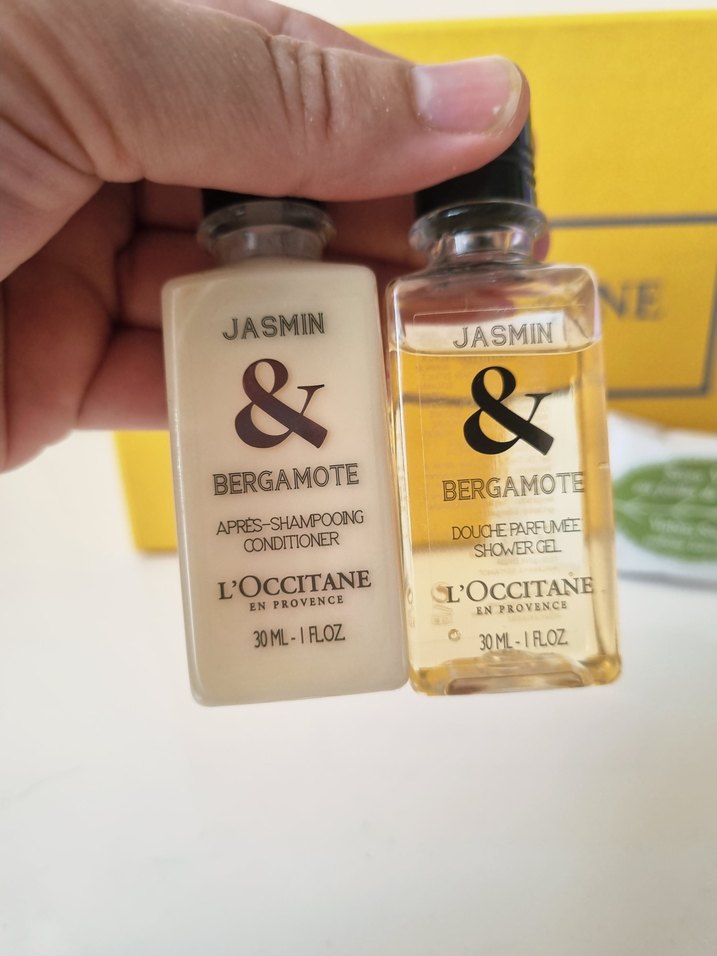 JASMIN
&
BERGAMOTE
APRÈS-SHAMPOOING
CONDITIONER
L'OCCITANE
EN PROVENCE
30 ML - 1 FL.OZ.
JASMIN
&
BERGAMOTE
DOUCHE PARFUMÉE
SHOWER GEL
L'OCCITANE
EN PROVENCE
30 ML - 1 FL.OZ.
NE